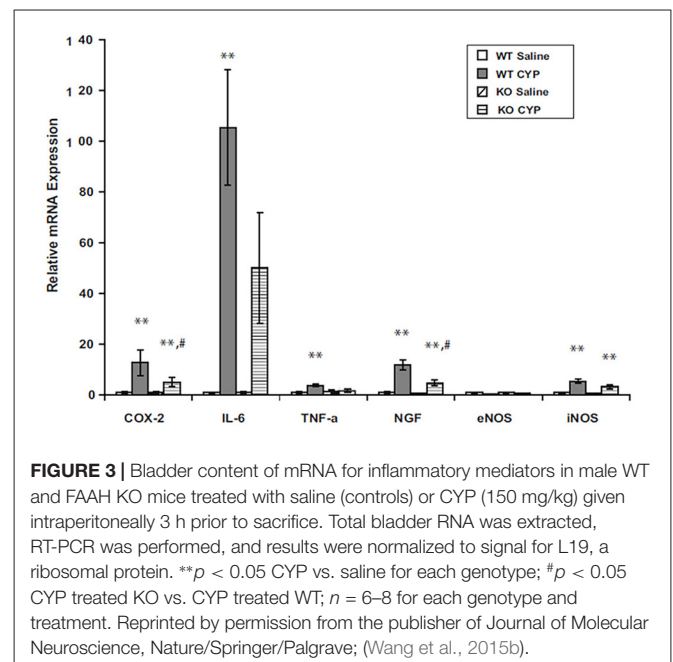 1 40
1 20
1 00
80
60
40
20
0
Relative mRNA Expression
**
WT Saline
WT CYP
KO Saline
KO CYP
**
**,#
**
**
**,#
**
**
COX-2 IL-6 TNF-a NGF eNOS iNOS
FIGURE 3 | Bladder content of mRNA for inflammatory mediators in male WT
and FAAH KO mice treated with saline (controls) or CYP (150 mg/kg) given
intraperitoneally 3 h prior to sacrifice. Total bladder RNA was extracted,
RT-PCR was performed, and results were normalized to signal for L19, a
ribosomal protein. **p < 0.05 CYP vs. saline for each genotype; #p < 0.05
CYP treated KO vs. CYP treated WT; n = 6–8 for each genotype and
treatment. Reprinted by permission from the publisher of Journal of Molecular
Neuroscience, Nature/Springer/Palgrave; (Wang et al., 2015b).